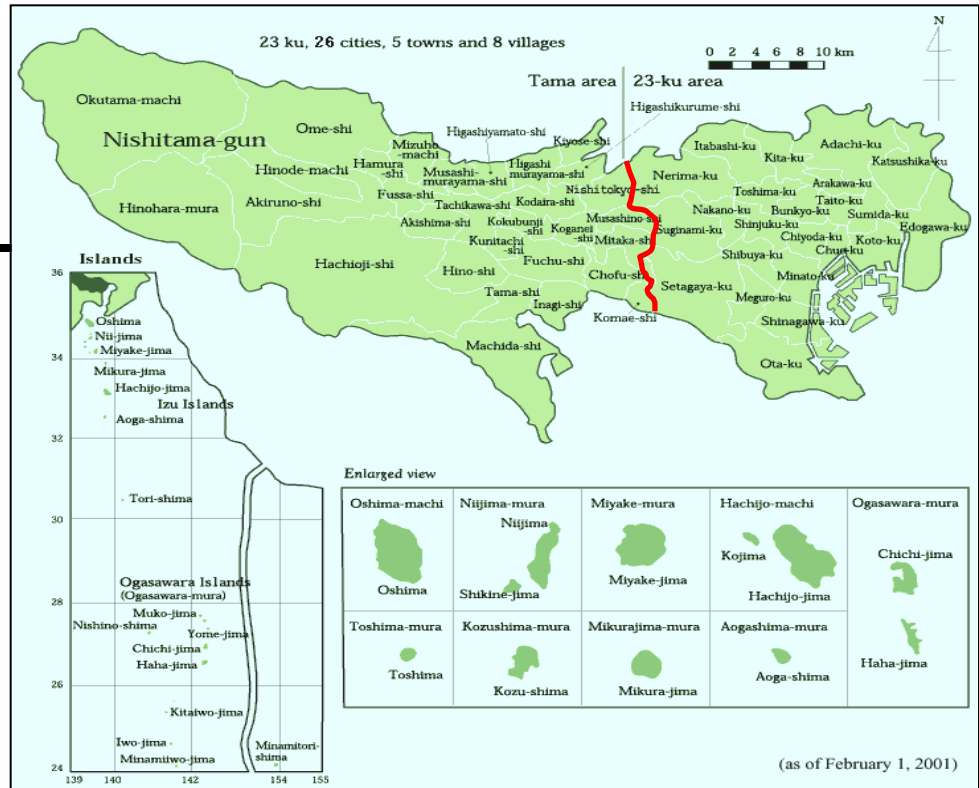 23 ku, 26 cities, 5 towns and 8 villages
N
0 2 4 6 8 10 km
Tama area
23-ku area
Higashikurume-shi
Okutama-machi
Nishitama-gun
Ome-shi
Higashiyamato-shi
Kiyose-shi
Itabashi-ku
Adachi-ku
Mizuho
-machi
Kita-ku
Katsushika-ku
Hinode-machi
Hamura
-shi
Musashi-
murayama-shi
Higashi
murayama-shi
Nerima-ku
Arakawa-ku
Fussa-shi
Nishitokyo-shi
Toshima-ku
Taito-ku
Hinohara-mura
Akiruno-shi
Tachikawa-shi
Kodaira-shi
Nakano-ku
Bunkyo-ku
Sumida-ku
Akishima-shi
Kokubunji
-shi
Koganei
-shi
Musashino-shi
Suginami-ku
Shinjuku-ku
Edogawa-ku
Kunitachi
-shi
Mitaka-shi
Chiyoda-ku
Koto-ku
Hachioji-shi
Fuchu-shi
Shibuya-ku
Chuo-ku
Hino-shi
Chofu-shi
Minato-ku
Tama-shi
Setagaya-ku
Meguro-ku
Inagi-shi
Komae-shi
Shinagawa-ku
Machida-shi
Ota-ku
Islands
36
Oshima
Nii-jima
Miyake-jima
34
Mikura-jima
Hachijo-jima
Izu Islands
Aoga-shima
32
Tori-shima
30
Ogasawara Islands
(Ogasawara-mura)
28
Muko-jima
Nishino-shima
Yome-jima
Chichi-jima
Haha-jima
26
Kitaiwo-jima
Iwo-jima
Minamiiwo-jima
Minamitori-
shima
24
139 140 142 154 155
Enlarged view
Oshima-machi
Oshima
Niijima-mura
Niijima
Shikine-jima
Miyake-mura
Miyake-jima
Hachijo-machi
Kojima
Hachijo-jima
Ogasawara-mura
Chichi-jima
Haha-jima
Toshima-mura
Toshima
Kozushima-mura
Kozu-shima
Mikurajima-mura
Mikura-jima
Aogashima-mura
Aoga-shima
(as of February 1, 2001)